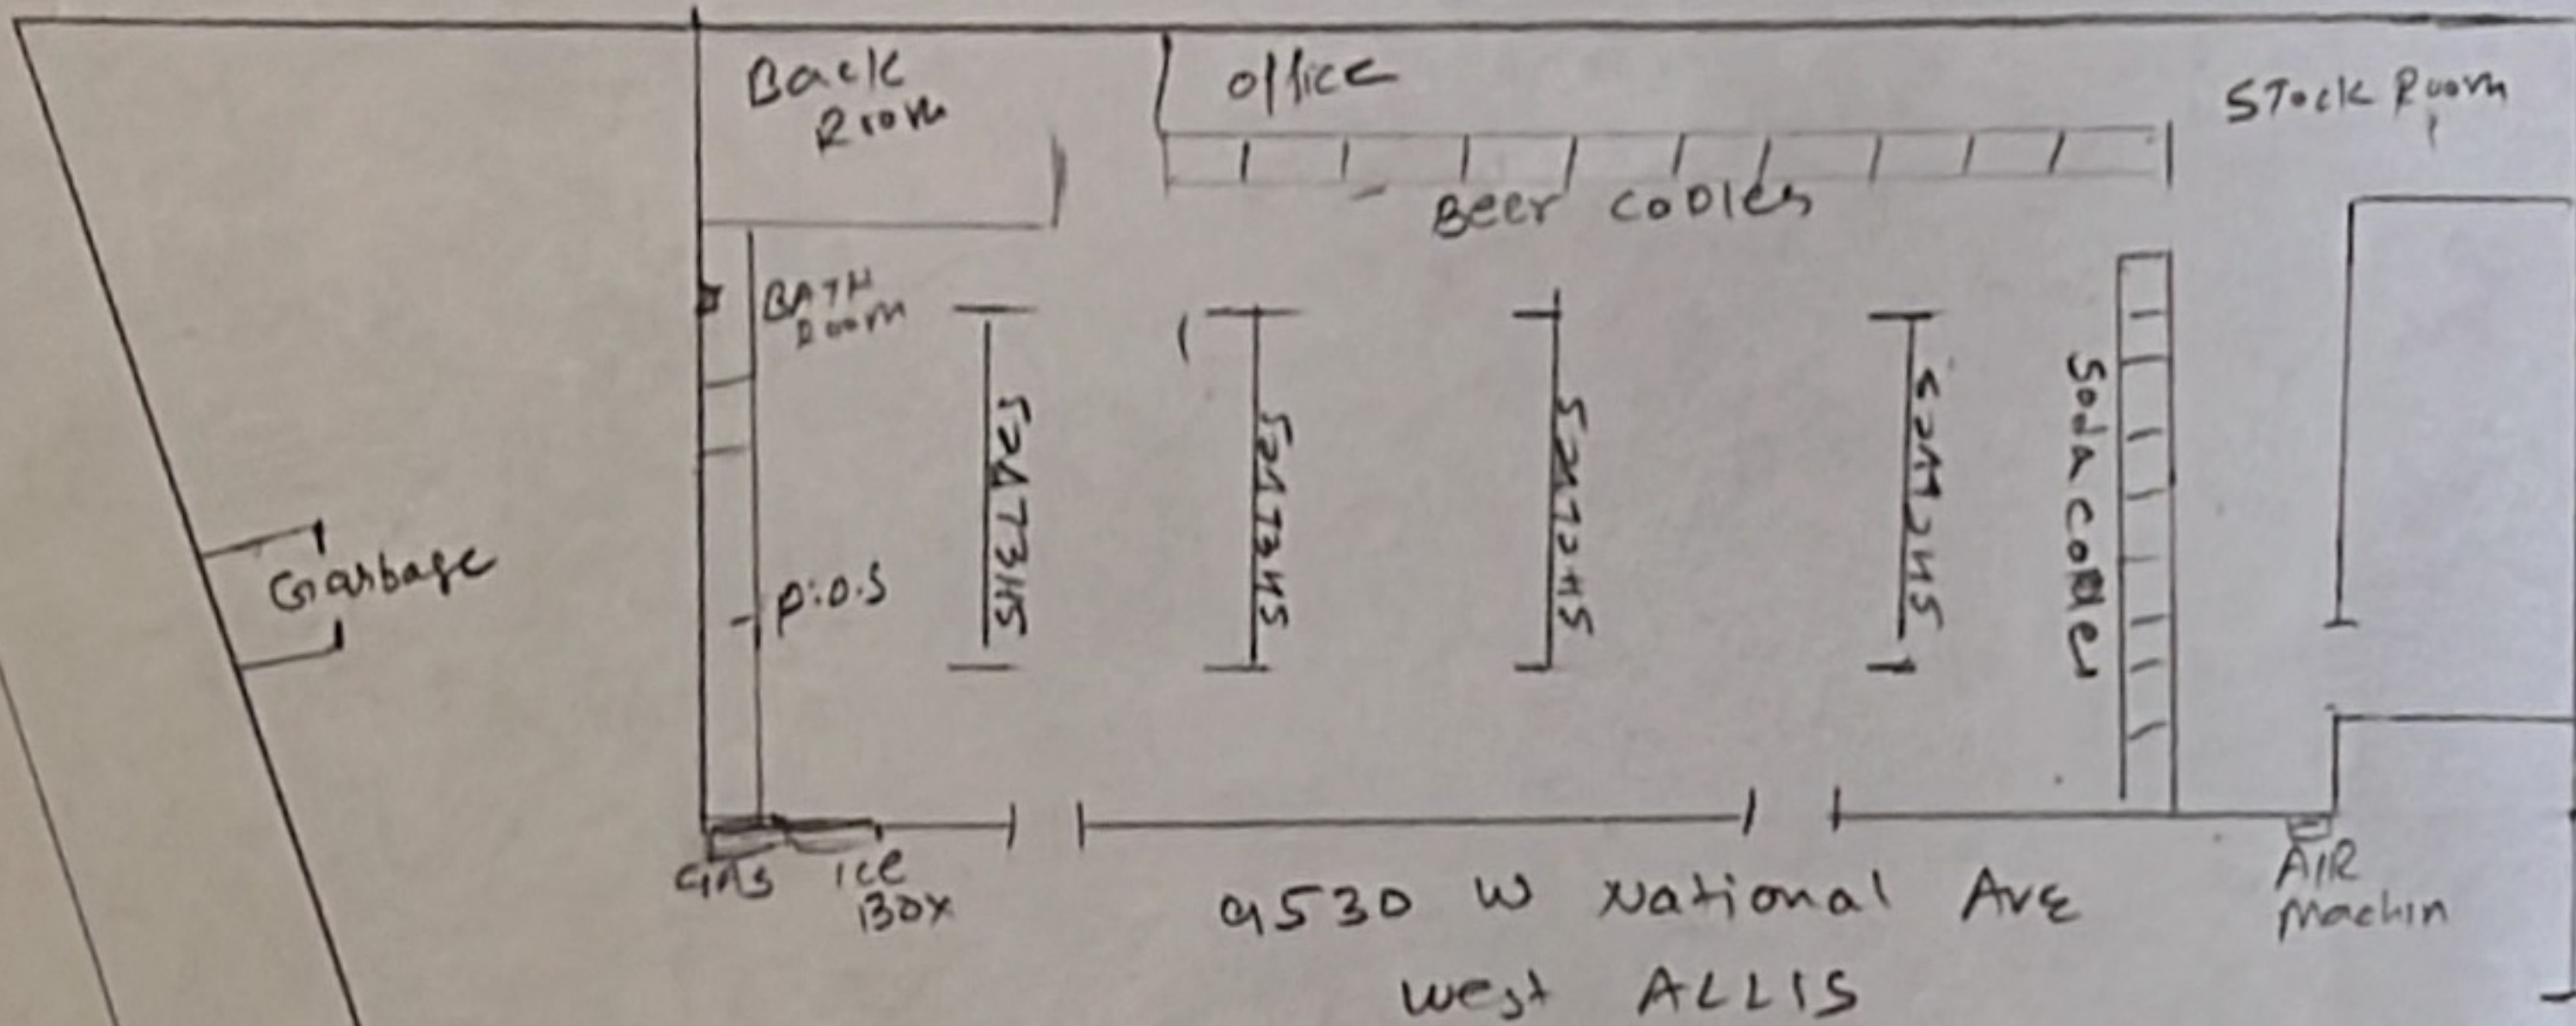 Back
Room
office
Stock Room
Beer Cooles
BATH
Room
SHELVES
SHELVES
SHELVES
SHELVES
Soda Cooler
Garbage
P.O.S
GAS
ice
Box
9530 W National Ave
West ALLIS
AIR
Machin